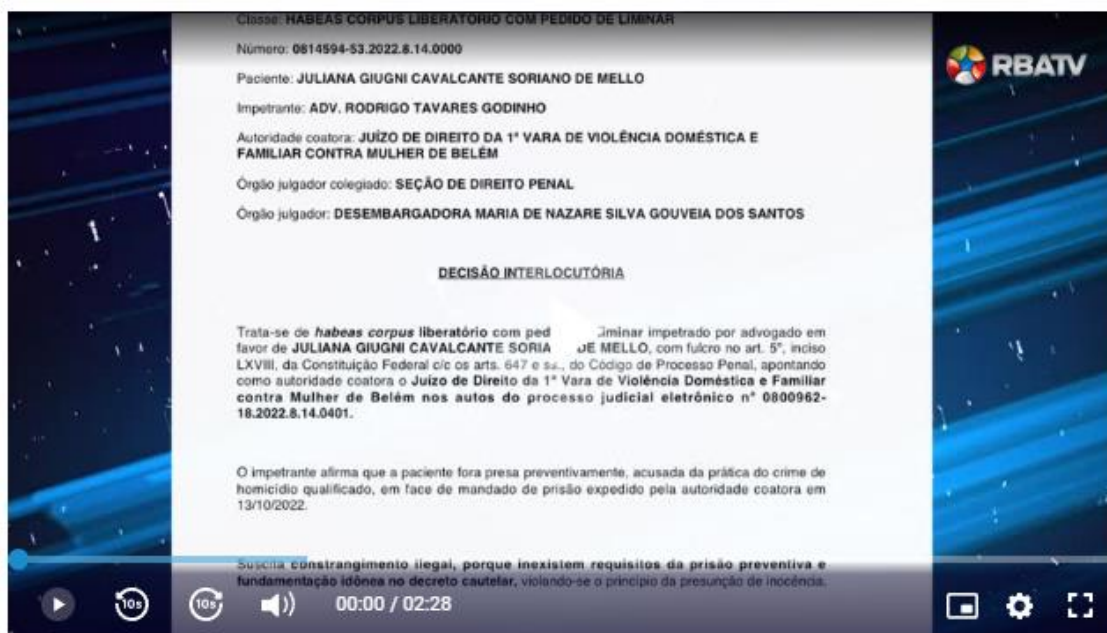 Classe: HABEAS CORPUS LIBERATÓRIO COM PEDIDO DE LIMINAR
Número: 0814594-53.2022.8.14.0000
RBATV
Paciente: JULIANA GIUGNI CAVALCANTE SORIANO DE MELLO
Impetrante: ADV. RODRIGO TAVARES GODINHO
Autoridade coatora: JUÍZO DE DIREITO DA 1ª VARA DE VIOLÊNCIA DOMÉSTICA E
FAMILIAR CONTRA MULHER DE BELÉM
Órgão julgador colegiado: SEÇÃO DE DIREITO PENAL
Órgão julgador: DESEMBARGADORA MARIA DE NAZARE SILVA GOUVEIA DOS SANTOS
DECISÃO INTERLOCUTÓRIA
Trata-se de habeas corpus liberatório com ped liminar impetrado por advogado em
favor de JULIANA GIUGNI CAVALCANTE SORIA DE MELLO, com fulcro no art. 5º, inciso
LXVIII, da Constituição Federal c/c os arts. 647 e ss., do Código de Processo Penal, apontando
como autoridade coatora o Juízo de Direito da 1ª Vara de Violência Doméstica e Familiar
contra Mulher de Belém nos autos do processo judicial eletrônico nº 0800962-
18.2022.8.14.0401.
O impetrante afirma que a paciente fora presa preventivamente, acusada da prática do crime de
homicídio qualificado, em face de mandado de prisão expedido pela autoridade coatora em
13/10/2022.
Suscita constrangimento ilegal, porque inexistem requisitos da prisão preventiva e
fundamentação idônea no decreto cautelar, violando-se o princípio da presunção de inocência.
10s
10s
00:00 / 02:28